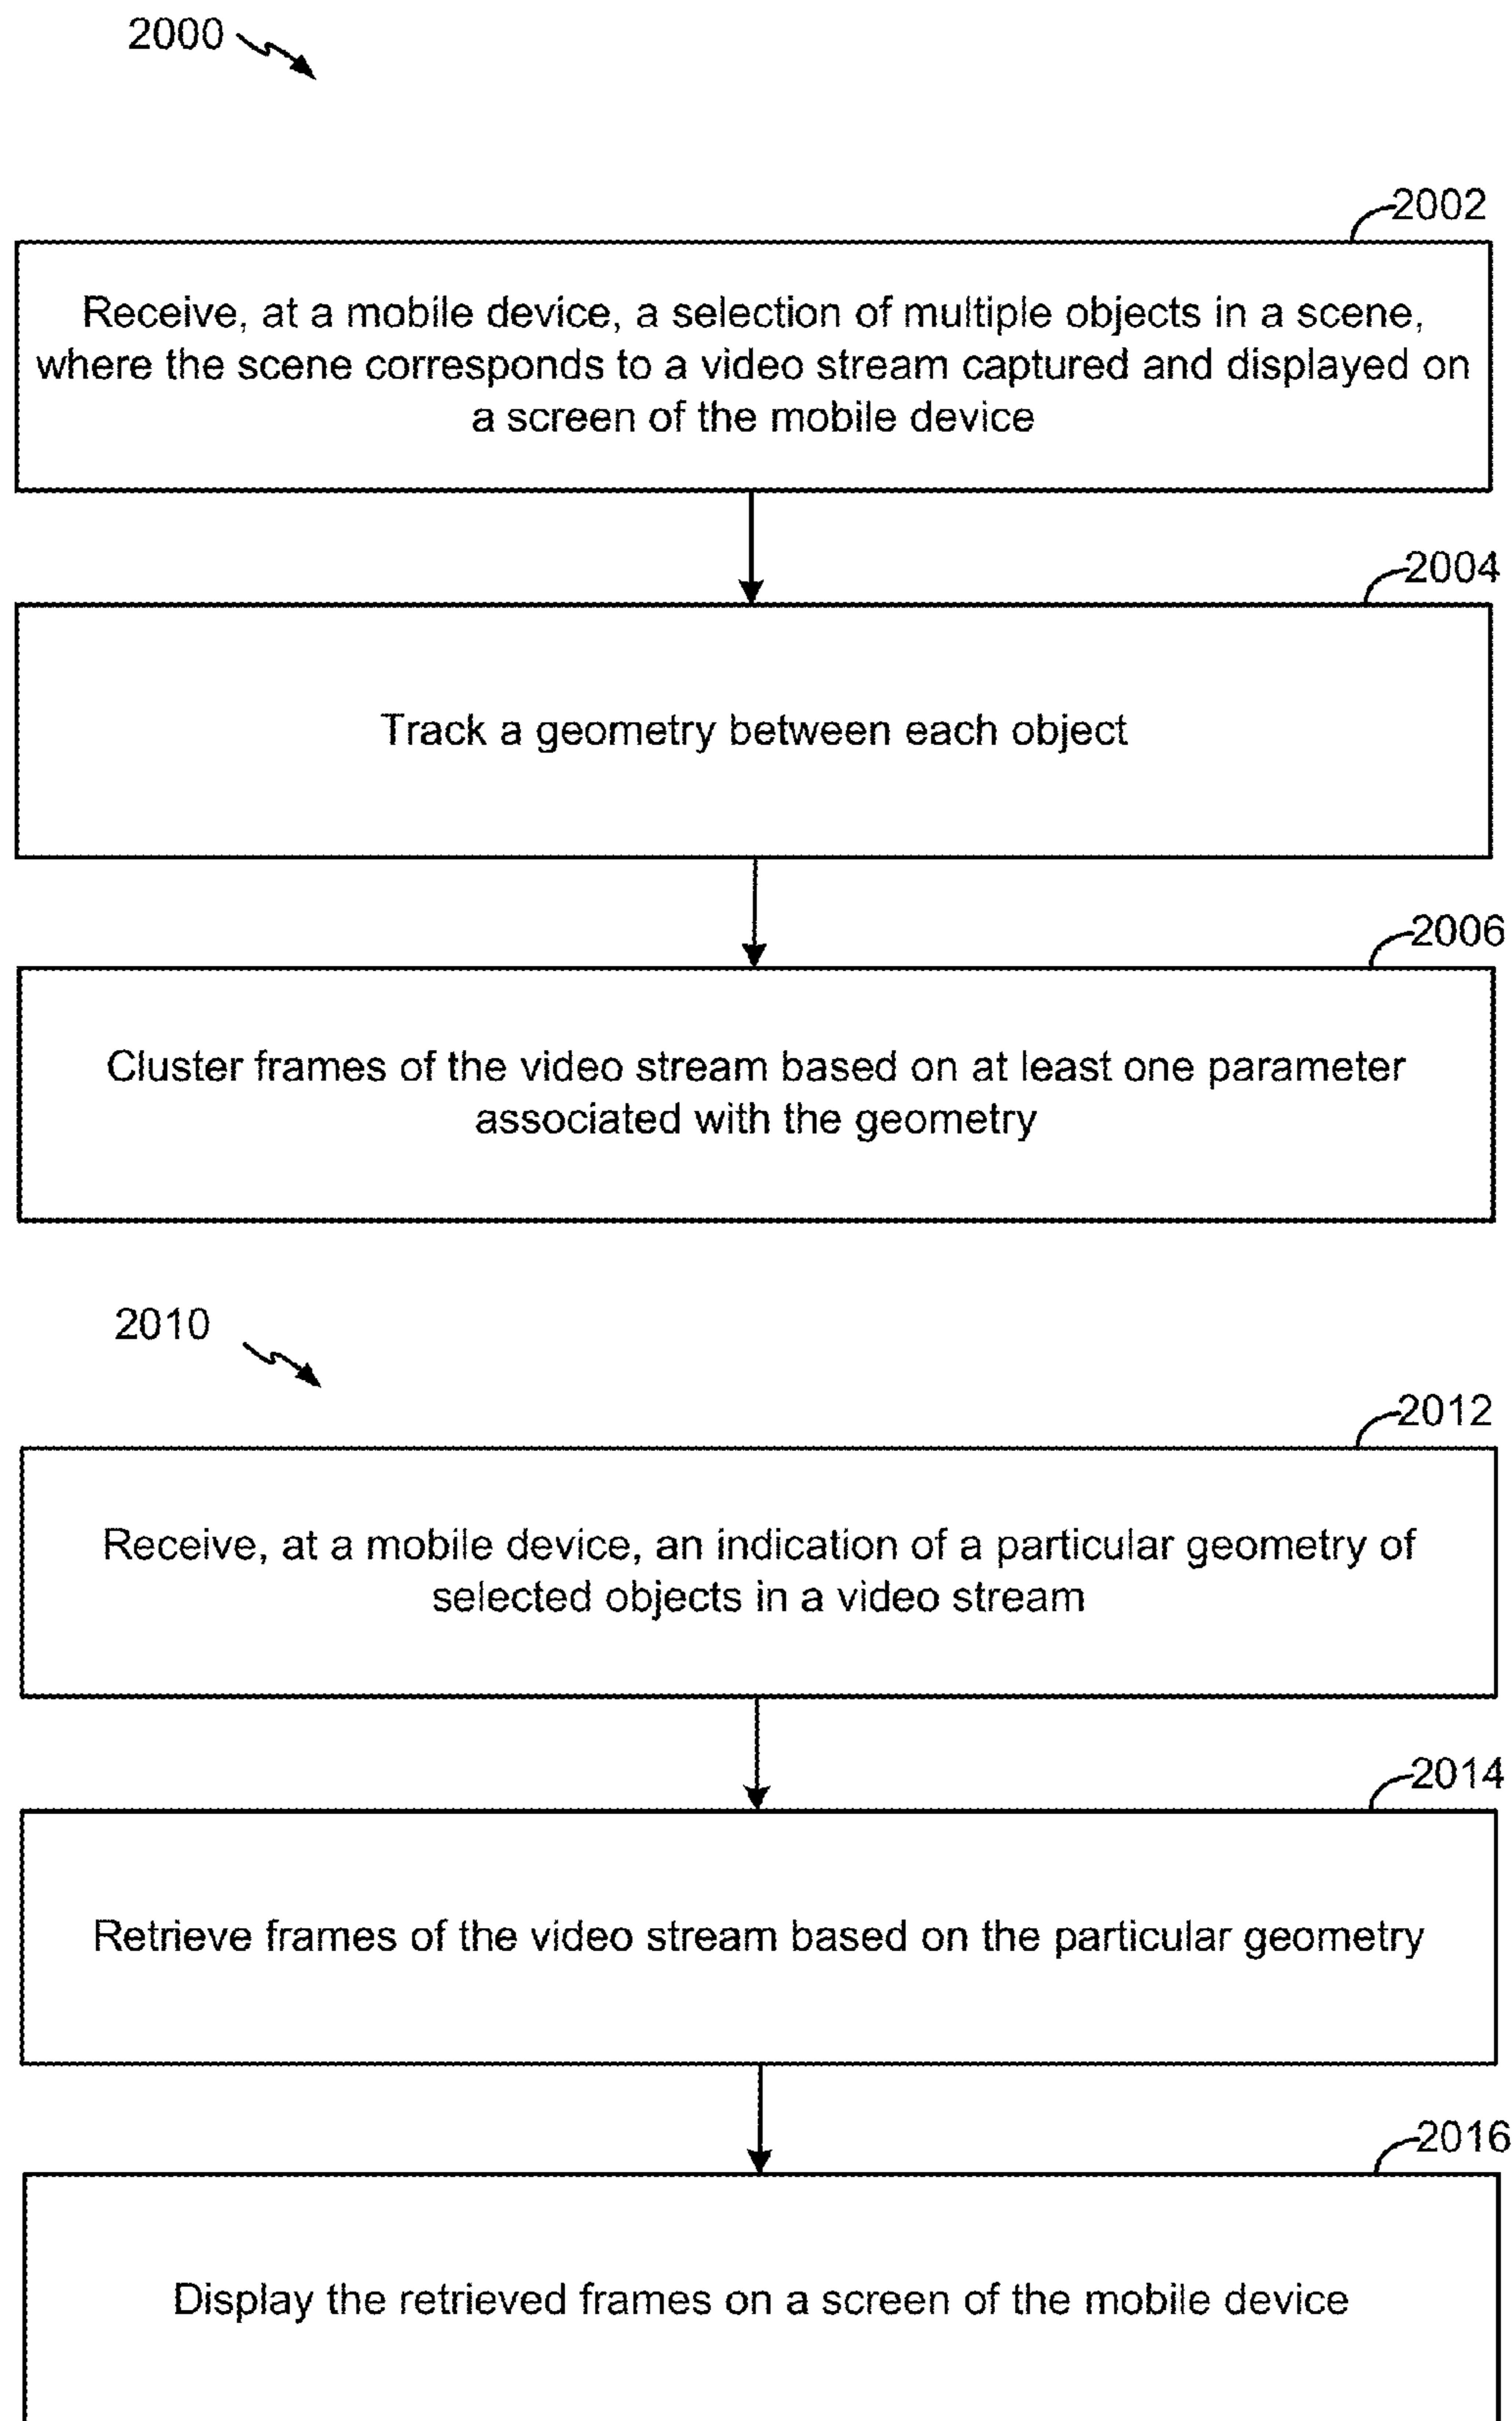 2000
2002
Receive, at a mobile device, a selection of multiple objects in a scene,
where the scene corresponds to a video stream captured and displayed on
a screen of the mobile device
2004
Track a geometry between each object
2006
Cluster frames of the video stream based on at least one parameter
associated with the geometry
2010
2012
Receive, at a mobile device, an indication of a particular geometry of
selected objects in a video stream
2014
Retrieve frames of the video stream based on the particular geometry
2016
Display the retrieved frames on a screen of the mobile device